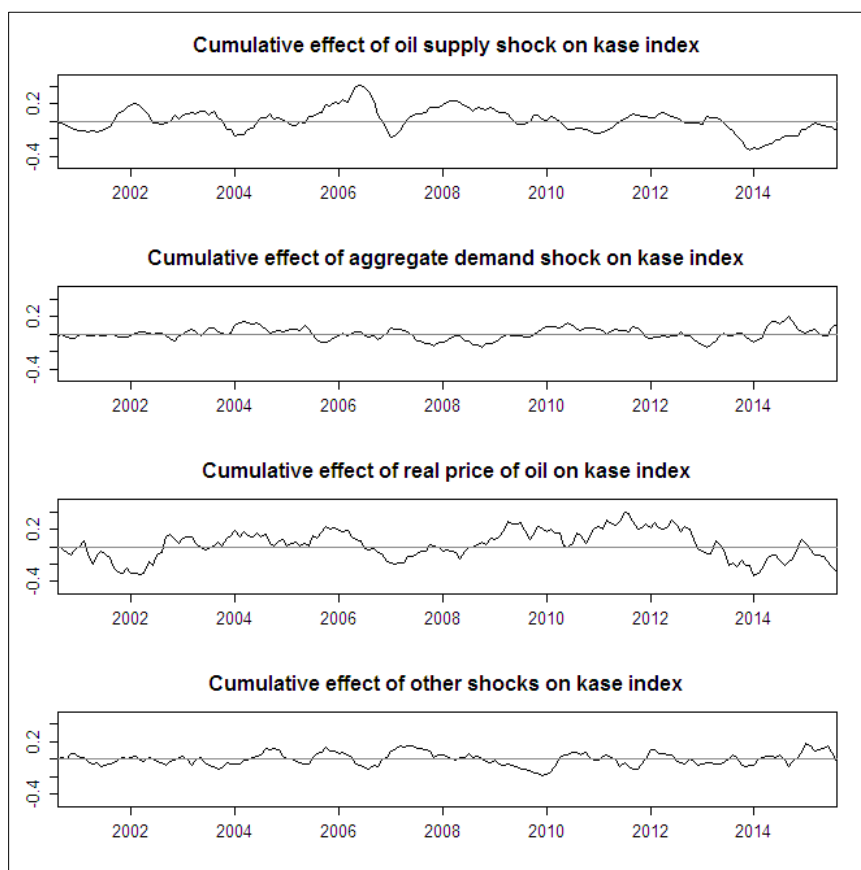 Cumulative effect of oil supply shock on kase index
0.2
-0.4
2002 2004 2006 2008 2010 2012 2014
Cumulative effect of aggregate demand shock on kase index
0.2
-0.4
2002 2004 2006 2008 2010 2012 2014
Cumulative effect of real price of oil on kase index
0.2
-0.4
2002 2004 2006 2008 2010 2012 2014
Cumulative effect of other shocks on kase index
0.2
-0.4
2002 2004 2006 2008 2010 2012 2014